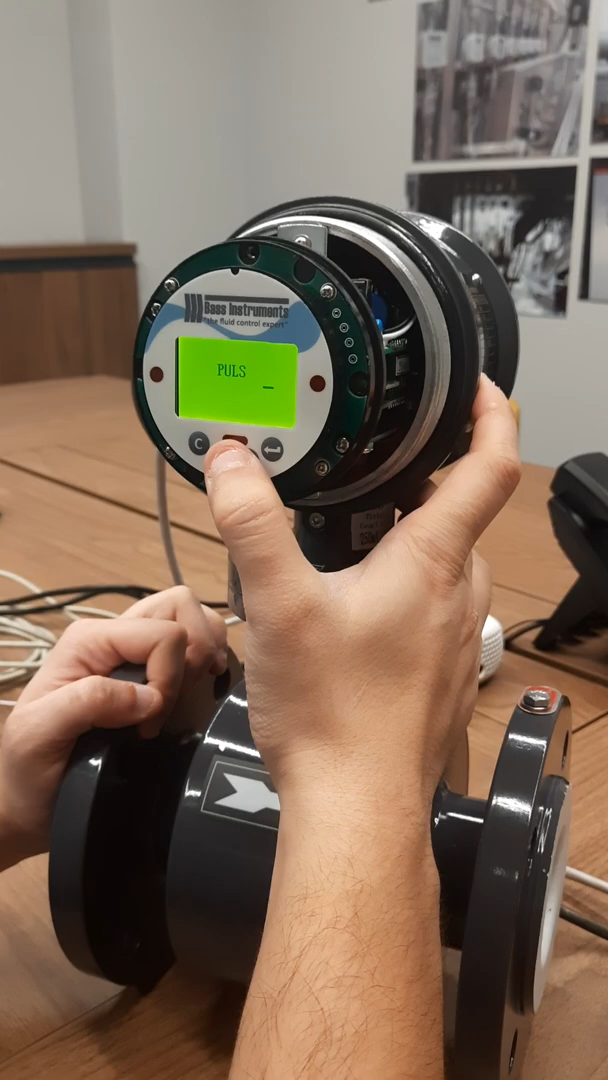 Bass Instruments
"the fluid control expert"
PULS
C